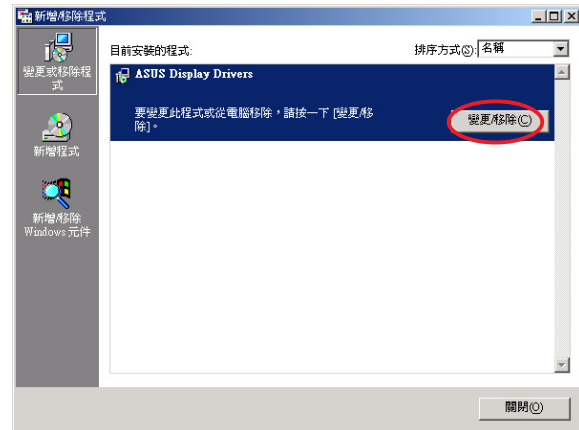 新增/移除程式
變更或移除程
式
新增程式
新增/移除
Windows 元件
目前安裝的程式:
排序方式(S): 名稱
ASUS Display Drivers
要變更此程式或從電腦移除，請按一下 [變更/移
除]。
變更/移除(C)
關閉(O)